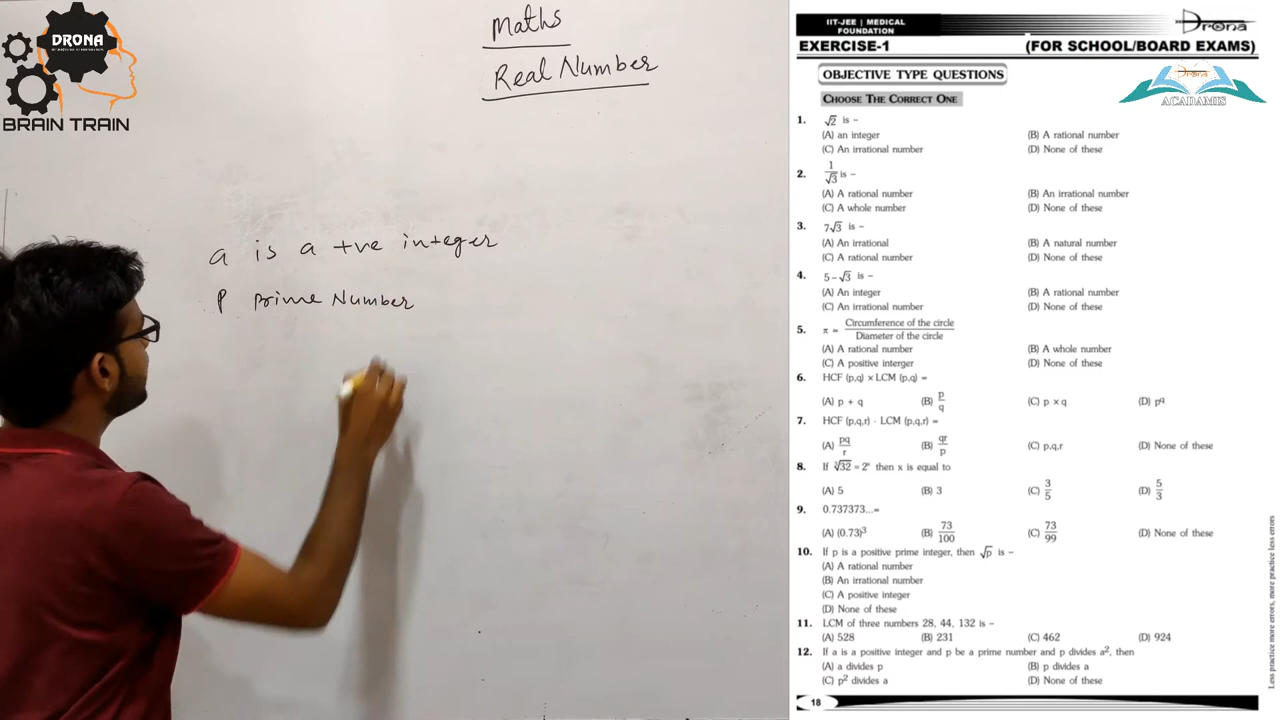 DRONA
BRAIN TRAIN
Maths
Real Number
a is a +ve integer
P Prime Number
IIT-JEE | MEDICAL
FOUNDATION
Drona
EXERCISE-1 (FOR SCHOOL/BOARD EXAMS)
OBJECTIVE TYPE QUESTIONS
Drona
ACADAMIS
CHOOSE THE CORRECT ONE
1. √2 is –
(A) an integer (B) A rational number
(C) An irrational number (D) None of these
2. 1/√3 is –
(A) A rational number (B) An irrational number
(C) A whole number (D) None of these
3. 7√3 is –
(A) An irrational (B) A natural number
(C) A rational number (D) None of these
4. 5–√3 is –
(A) An integer (B) A rational number
(C) An irrational number (D) None of these
5. π = Circumference of the circle / Diameter of the circle
(A) A rational number (B) A whole number
(C) A positive interger (D) None of these
6. HCF (p,q) × LCM (p,q) =
(A) p + q (B) p/q (C) p × q (D) p^q
7. HCF (p,q,r) · LCM (p,q,r) =
(A) pq/r (B) qr/p (C) p,q,r (D) None of these
8. If ∛32 = 2ˣ then x is equal to
(A) 5 (B) 3 (C) 3/5 (D) 5/3
9. 0.737373...=
(A) (0.73)³ (B) 73/100 (C) 73/99 (D) None of these
10. If p is a positive prime integer, then √p is –
(A) A rational number
(B) An irrational number
(C) A positive integer
(D) None of these
11. LCM of three numbers 28, 44, 132 is –
(A) 528 (B) 231 (C) 462 (D) 924
12. If a is a positive integer and p be a prime number and p divides a², then
(A) a divides p (B) p divides a
(C) p² divides a (D) None of these
18
Less practice more errors, more practice less errors